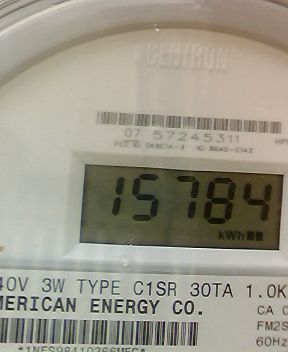 CENTRON
07 57245311
15784
kWh
40V 3W TYPE C1SR 30TA 1.0K
MERICAN ENERGY CO.
CA
FM2S
60Hz